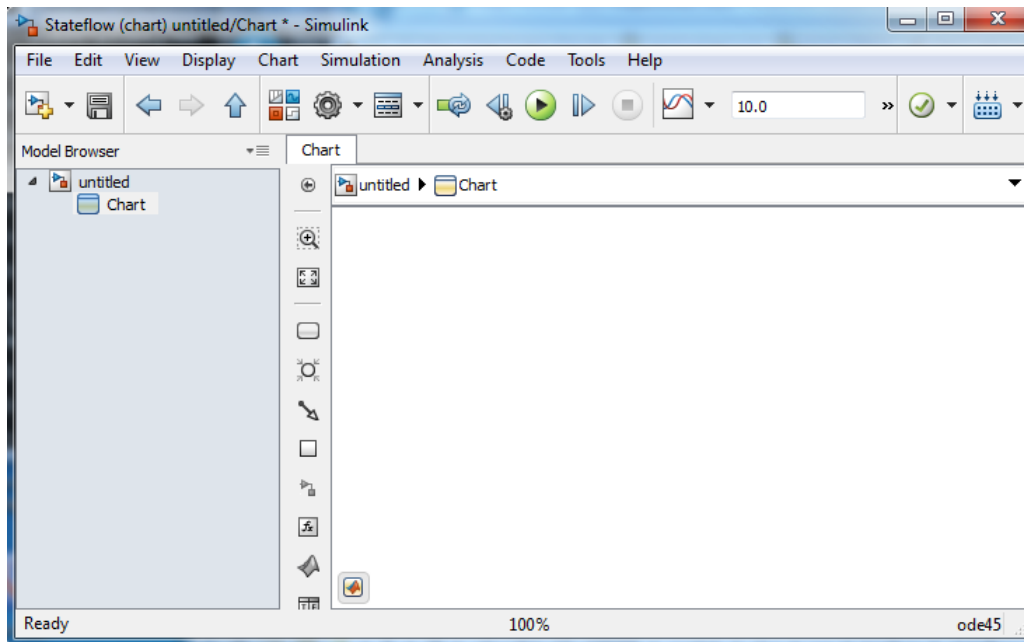 Stateflow (chart) untitled/Chart * - Simulink
File Edit View Display Chart Simulation Analysis Code Tools Help
10.0
Model Browser
Chart
untitled
Chart
untitled Chart
fx
Ready 100% ode45